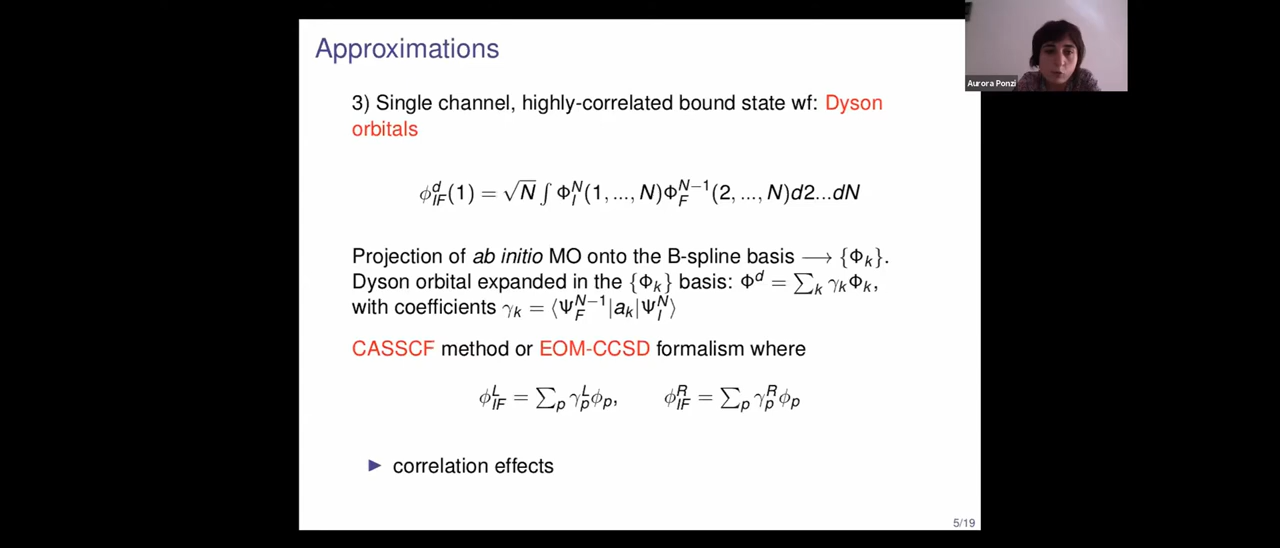 Approximations
Aurora Ponzi
3) Single channel, highly-correlated bound state wf: Dyson
orbitals
ϕ^d_IF(1) = √N ∫ Φ^N_I(1, ..., N)Φ^{N−1}_F(2, ..., N)d2...dN
Projection of ab initio MO onto the B-spline basis ⟶ {Φ_k}.
Dyson orbital expanded in the {Φ_k} basis: Φ^d = ∑_k γ_kΦ_k,
with coefficients γ_k = ⟨Ψ^{N−1}_F|a_k|Ψ^N_I⟩
CASSCF method or EOM-CCSD formalism where
ϕ^L_IF = ∑_p γ^L_p ϕ_p, ϕ^R_IF = ∑_p γ^R_p ϕ_p
▶ correlation effects
5/19